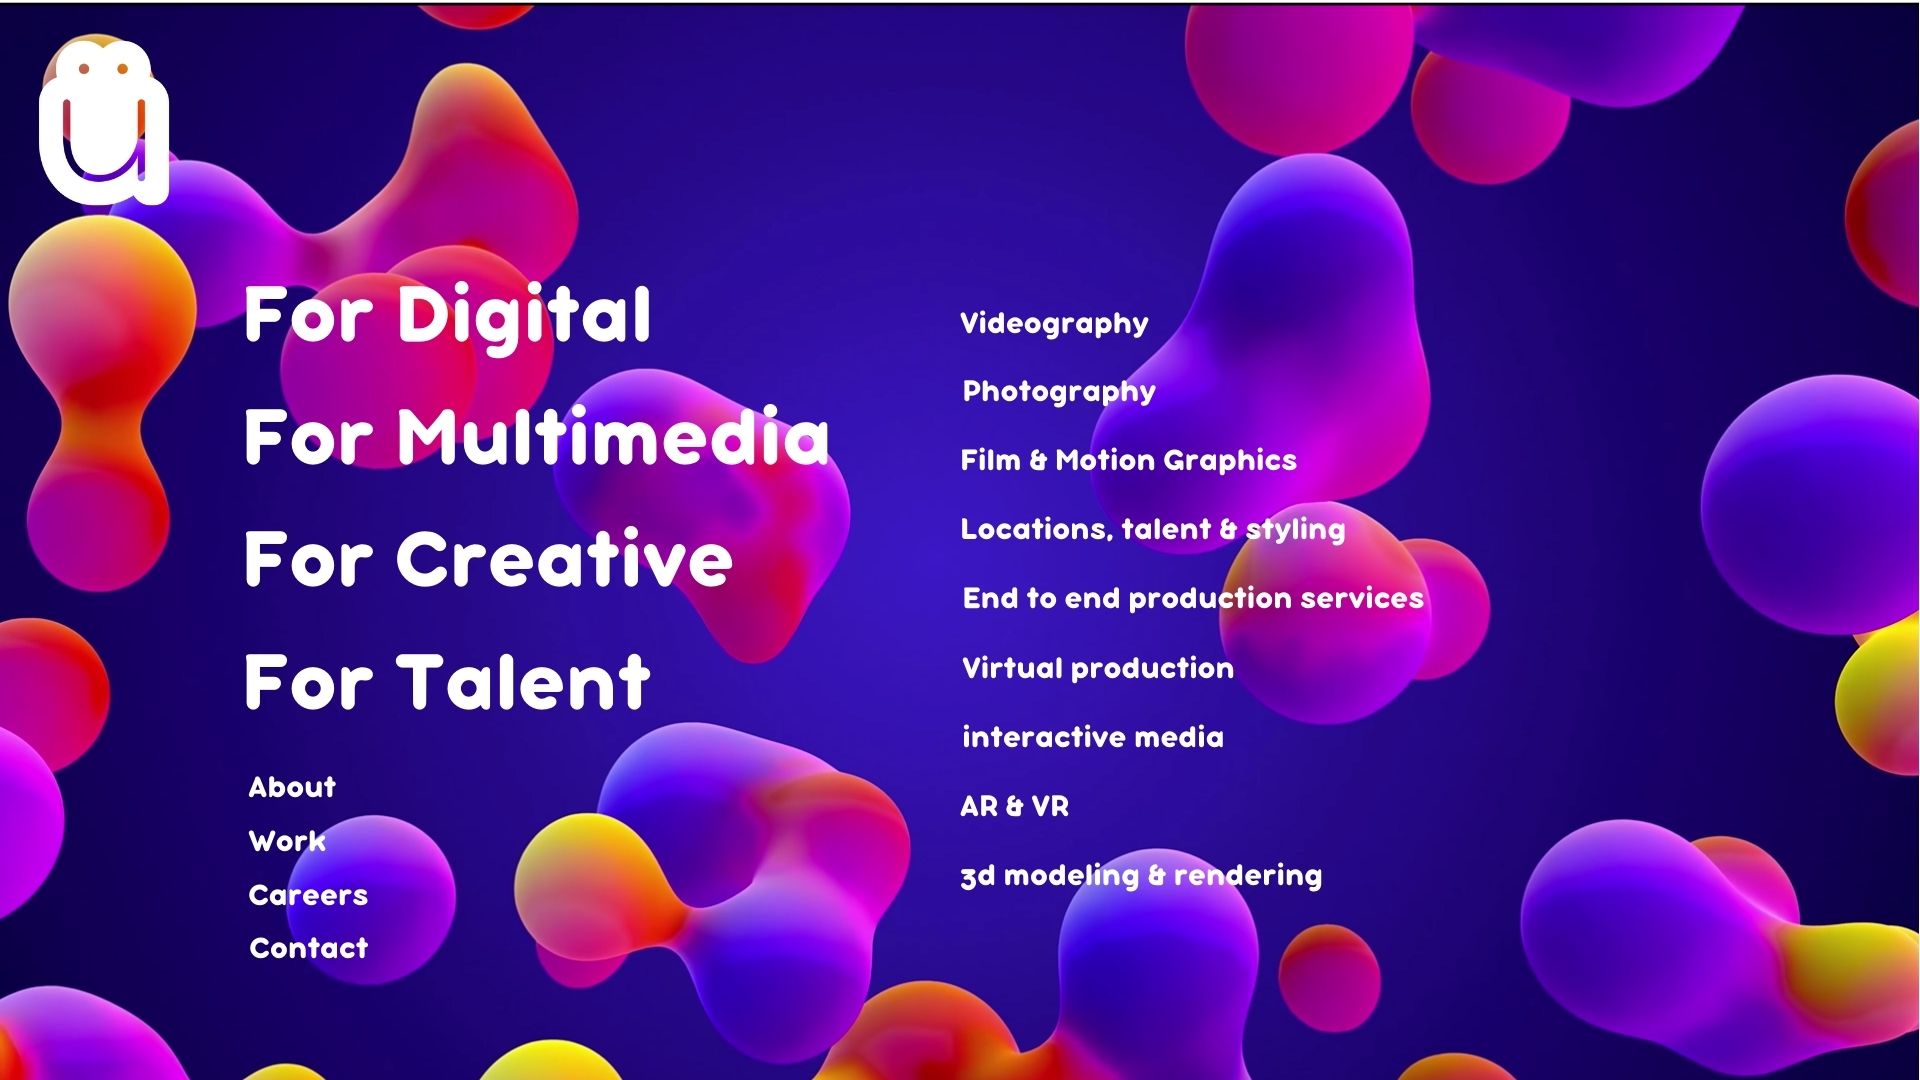 For Digital
For Multimedia
For Creative
For Talent
About
Work
Careers
Contact
Videography
Photography
Film & Motion Graphics
Locations, talent & styling
End to end production services
Virtual production
interactive media
AR & VR
3d modeling & rendering